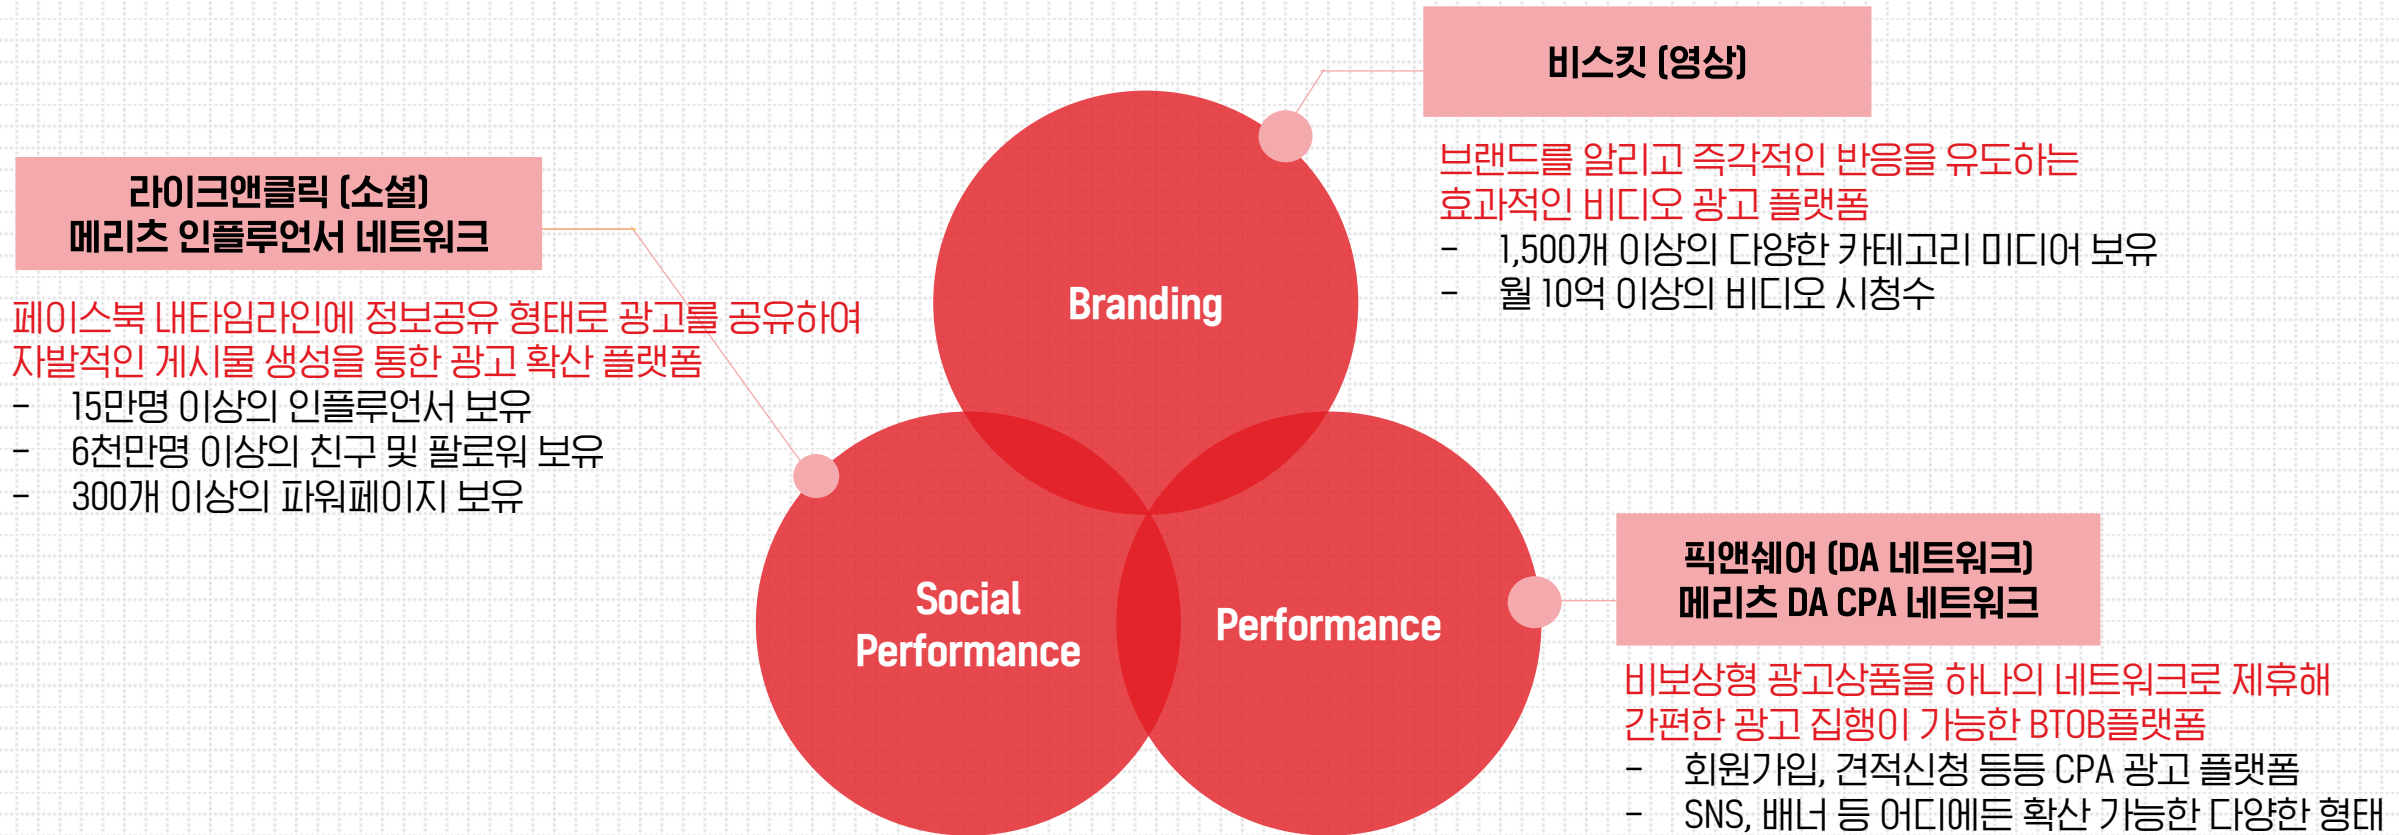 비스킷 (영상)
브랜드를 알리고 즉각적인 반응을 유도하는
효과적인 비디오 광고 플랫폼
- 1,500개 이상의 다양한 카테고리 미디어 보유
- 월 10억 이상의 비디오 시청수
라이크앤클릭 (소셜)
메리츠 인플루언서 네트워크
페이스북 내타임라인에 정보공유 형태로 광고를 공유하여
자발적인 게시물 생성을 통한 광고 확산 플랫폼
- 15만명 이상의 인플루언서 보유
- 6천만명 이상의 친구 및 팔로워 보유
- 300개 이상의 파워페이지 보유
Branding
Social
Performance
Performance
픽앤쉐어 (DA 네트워크)
메리츠 DA CPA 네트워크
비보상형 광고상품을 하나의 네트워크로 제휴해
간편한 광고 집행이 가능한 BTOB플랫폼
- 회원가입, 견적신청 등등 CPA 광고 플랫폼
- SNS, 배너 등 어디에든 확산 가능한 다양한 형태